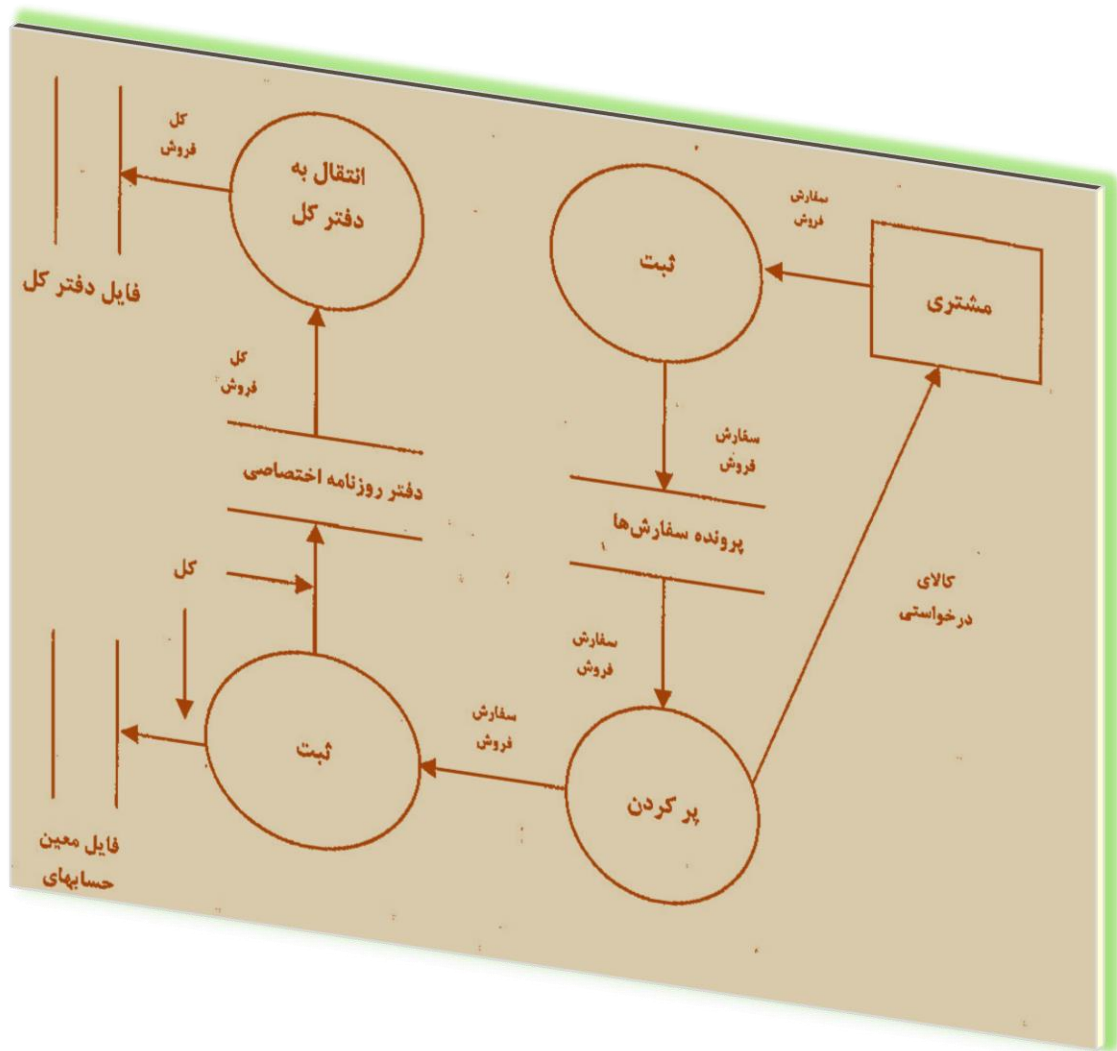 مشتری
سفارش
فروش
ثبت
سفارش
فروش
پرونده سفارش‌ها
سفارش
فروش
پر کردن
کالای
درخواستی
سفارش
فروش
ثبت
کل
فایل معین
حسابهای
دفتر روزنامه اختصاصی
کل
فروش
انتقال به
دفتر کل
کل
فروش
فایل دفتر کل